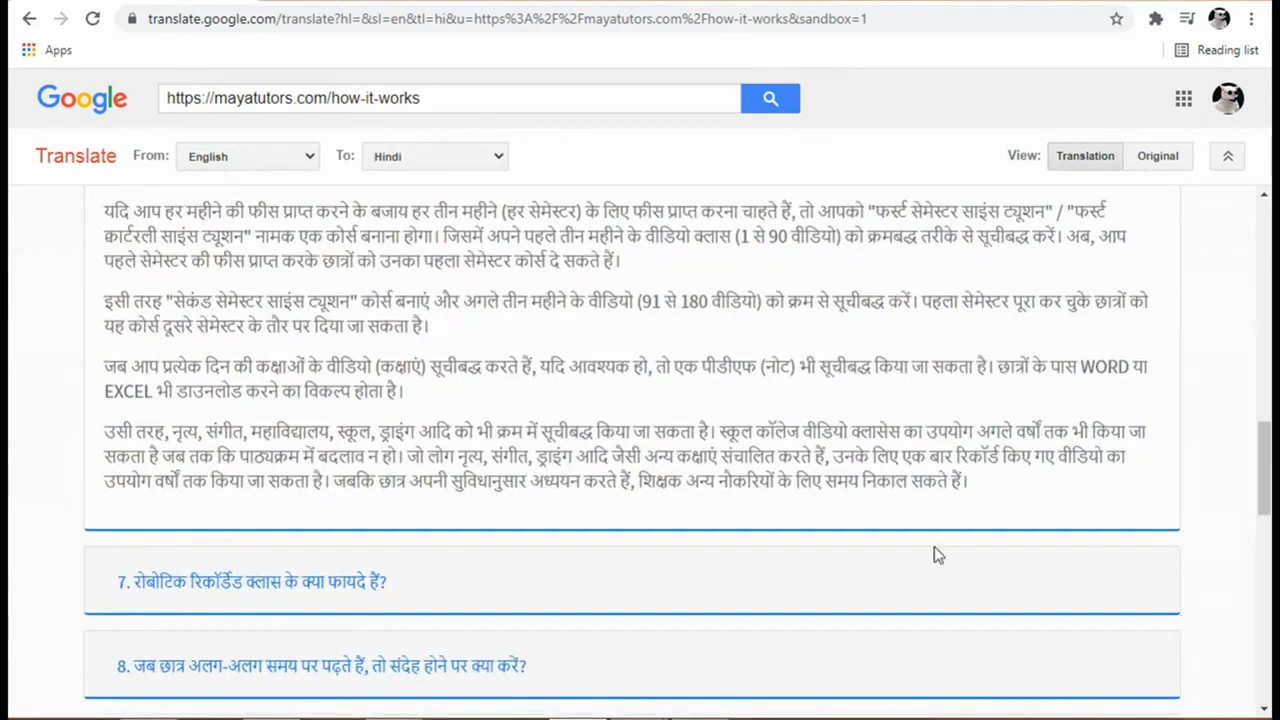 translate.google.com/translate?hl=&sl=en&tl=hi&u=https%3A%2F%2Fmayatutors.com%2Fhow-it-works&sandbox=1
Apps
Reading list
Google
https://mayatutors.com/how-it-works
Translate From: English To: Hindi View: Translation Original
यदि आप हर महीने की फीस प्राप्त करने के बजाय हर तीन महीने (हर सेमेस्टर) के लिए फीस प्राप्त करना चाहते हैं, तो आपको "फर्स्ट सेमेस्टर साइंस ट्यूशन" / "फर्स्ट
क्वार्टरली साइंस ट्यूशन" नामक एक कोर्स बनाना होगा। जिसमें अपने पहले तीन महीने के वीडियो क्लास (1 से 90 वीडियो) को क्रमबद्ध तरीके से सूचीबद्ध करें। अब, आप
पहले सेमेस्टर की फीस प्राप्त करके छात्रों को उनका पहला सेमेस्टर कोर्स दे सकते हैं।
इसी तरह "सेकंड सेमेस्टर साइंस ट्यूशन" कोर्स बनाएं और अगले तीन महीने के वीडियो (91 से 180 वीडियो) को क्रम से सूचीबद्ध करें। पहला सेमेस्टर पूरा कर चुके छात्रों को
यह कोर्स दूसरे सेमेस्टर के तौर पर दिया जा सकता है।
जब आप प्रत्येक दिन की कक्षाओं के वीडियो (कक्षाएं) सूचीबद्ध करते हैं, यदि आवश्यक हो, तो एक पीडीएफ (नोट) भी सूचीबद्ध किया जा सकता है। छात्रों के पास WORD या
EXCEL भी डाउनलोड करने का विकल्प होता है।
उसी तरह, नृत्य, संगीत, महाविद्यालय, स्कूल, ड्राइंग आदि को भी क्रम में सूचीबद्ध किया जा सकता है। स्कूल कॉलेज वीडियो क्लासेस का उपयोग अगले वर्षों तक भी किया जा
सकता है जब तक कि पाठ्यक्रम में बदलाव न हो। जो लोग नृत्य, संगीत, ड्राइंग आदि जैसी अन्य कक्षाएं संचालित करते हैं, उनके लिए एक बार रिकॉर्ड किए गए वीडियो का
उपयोग वर्षों तक किया जा सकता है। जबकि छात्र अपनी सुविधानुसार अध्ययन करते हैं, शिक्षक अन्य नौकरियों के लिए समय निकाल सकते हैं।
7. रोबोटिक रिकॉर्डेड क्लास के क्या फायदे हैं?
8. जब छात्र अलग-अलग समय पर पढ़ते हैं, तो संदेह होने पर क्या करें?